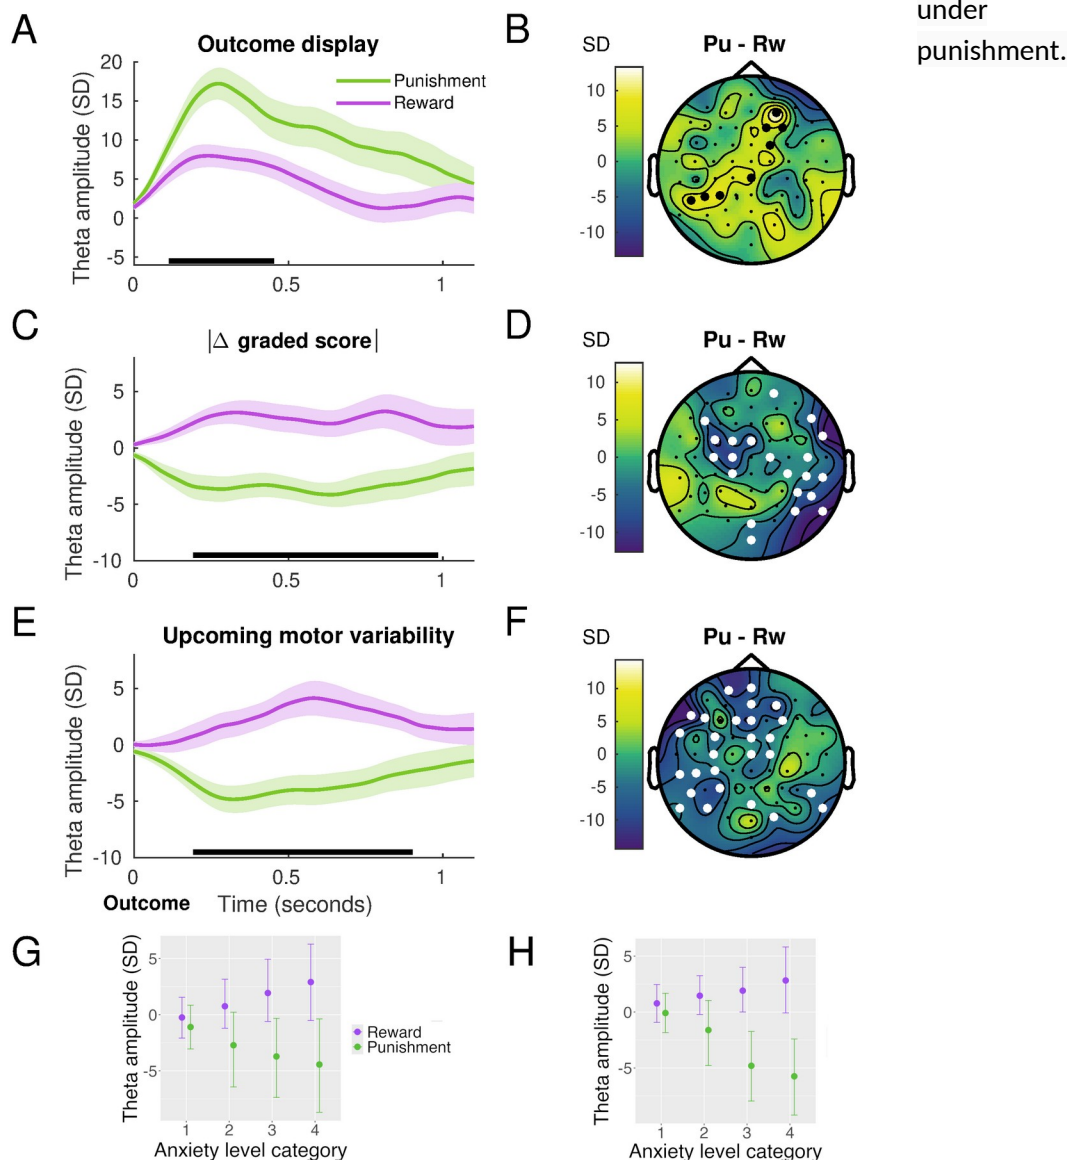 under
punishment.
A
Outcome display
Theta amplitude (SD)
20
15
10
5
0
-5
0
0.5
1
Punishment
Reward
B
SD
Pu - Rw
10
5
0
-5
-10
C
|Δ graded score|
Theta amplitude (SD)
5
0
-5
-10
0
0.5
1
D
SD
Pu - Rw
10
5
0
-5
-10
E
Upcoming motor variability
Theta amplitude (SD)
5
0
-5
-10
0
0.5
1
Outcome
Time (seconds)
F
SD
Pu - Rw
10
5
0
-5
-10
G
Theta amplitude (SD)
5
0
-5
1
2
3
4
Anxiety level category
Reward
Punishment
H
Theta amplitude (SD)
5
0
-5
1
2
3
4
Anxiety level category